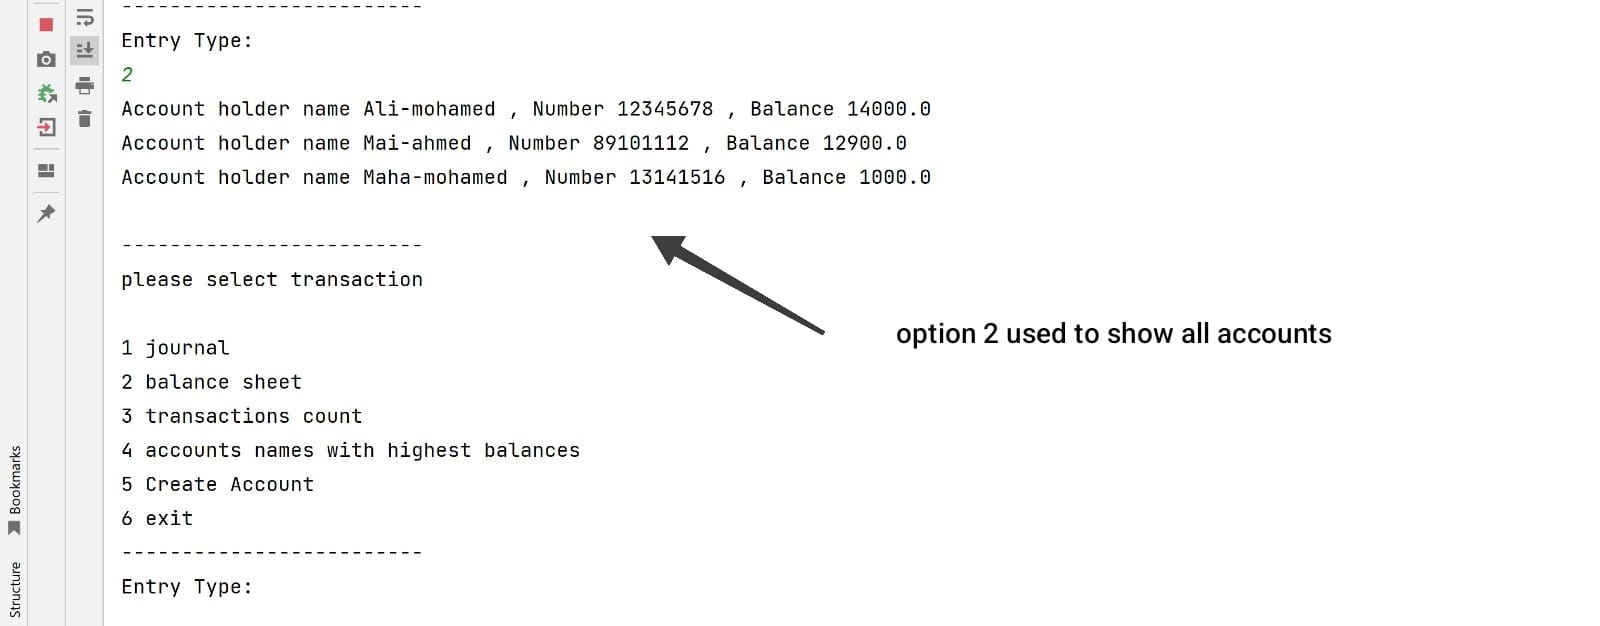 -------------------------
Entry Type:
2
Account holder name Ali-mohamed , Number 12345678 , Balance 14000.0
Account holder name Mai-ahmed , Number 89101112 , Balance 12900.0
Account holder name Maha-mohamed , Number 13141516 , Balance 1000.0
-------------------------
please select transaction
option 2 used to show all accounts
1 journal
2 balance sheet
3 transactions count
4 accounts names with highest balances
5 Create Account
6 exit
-------------------------
Entry Type:
Bookmarks
Structure